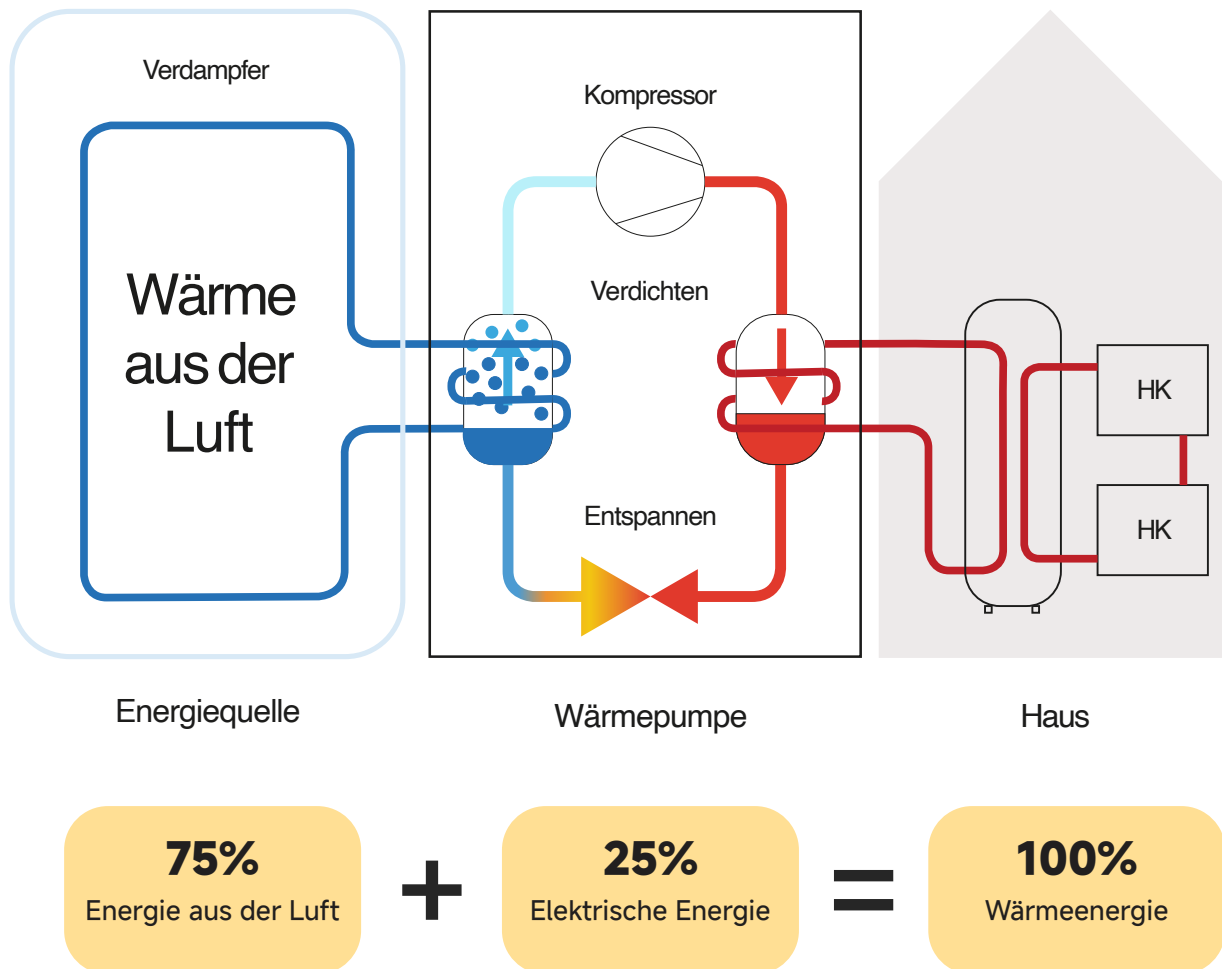 Verdampfer
Wärme
aus der
Luft
Kompressor
Verdichten
Entspannen
HK
HK
Energiequelle
Wärmepumpe
Haus
75%
Energie aus der Luft
+
25%
Elektrische Energie
=
100%
Wärmeenergie